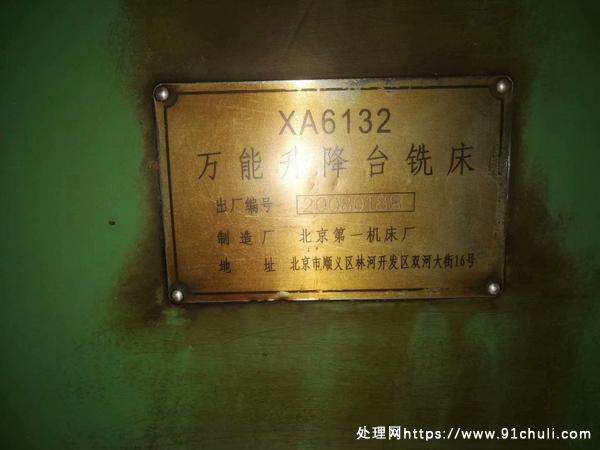 XA6132
万能升降台铣床
出厂编号
制造厂 北京第一机床厂
地址 北京市顺义区林河开发区双河大街16号
处理网https://www.91chuli.com